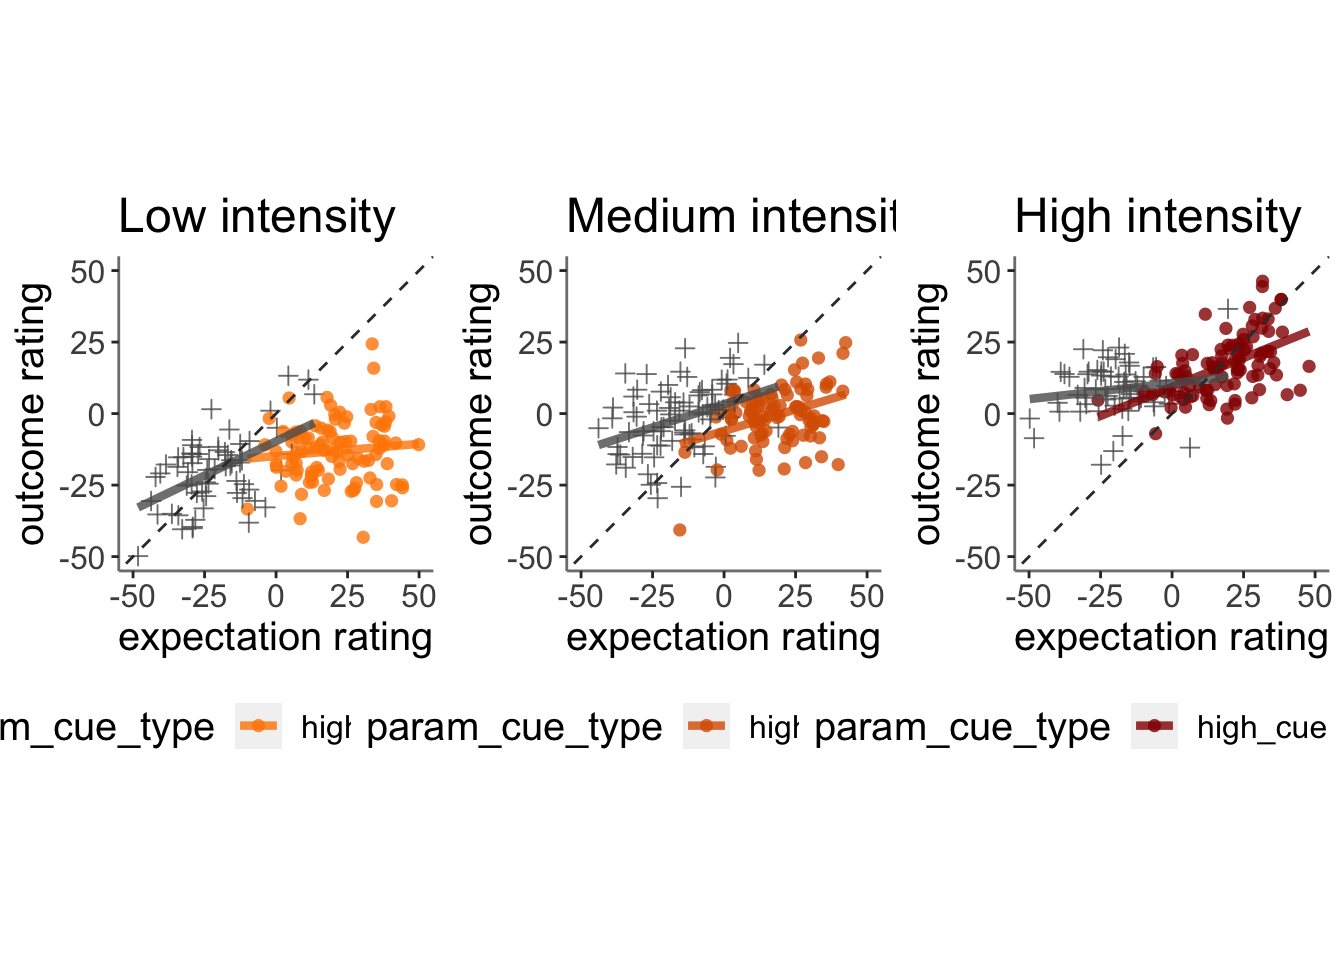 Low intensity
50
25
0
-25
-50
outcome rating
-50 -25 0 25 50
expectation rating
Medium intensit
50
25
0
-25
-50
outcome rating
-50 -25 0 25 50
expectation rating
High intensity
50
25
0
-25
-50
outcome rating
-50 -25 0 25 50
expectation rating
m_cue_type high
param_cue_type high
param_cue_type high_cue